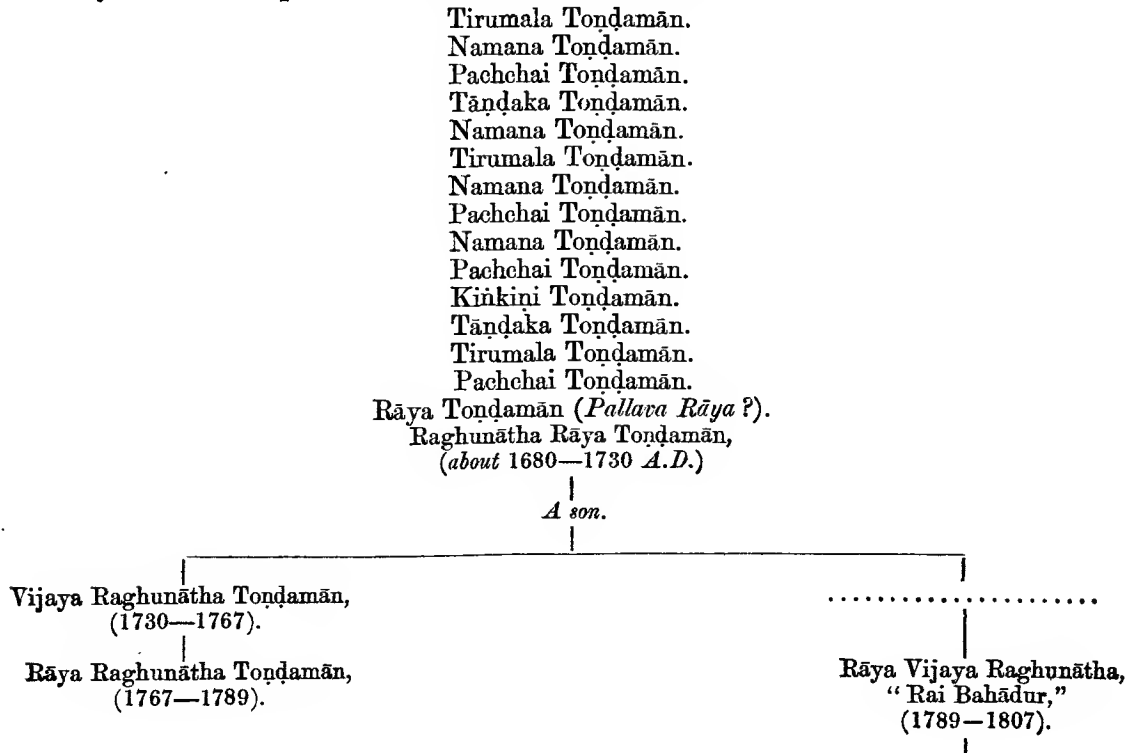 Tirumala Toṇḍamān.
Namana Toṇḍamān.
Pachchai Toṇḍamān.
Tāṇḍaka Toṇḍamān.
Namana Toṇḍamān.
Tirumala Toṇḍamān.
Namana Toṇḍamān.
Pachchai Toṇḍamān.
Namana Toṇḍamān.
Pachchai Toṇḍamān.
Kiṅkiṇi Toṇḍamān.
Tāṇḍaka Toṇḍamān.
Tirumala Toṇḍamān.
Pachchai Toṇḍamān.
Rāya Toṇḍamān (Pallava Rāya ?).
Raghunātha Rāya Toṇḍamān,
(about 1680—1730 A.D.)
A son.
Vijaya Raghunātha Toṇḍamān,
(1730—1767).
Rāya Raghunātha Toṇḍamān,
(1767—1789).
......................
Rāya Vijaya Raghunātha,
“ Rai Bahādur,”
(1789—1807).